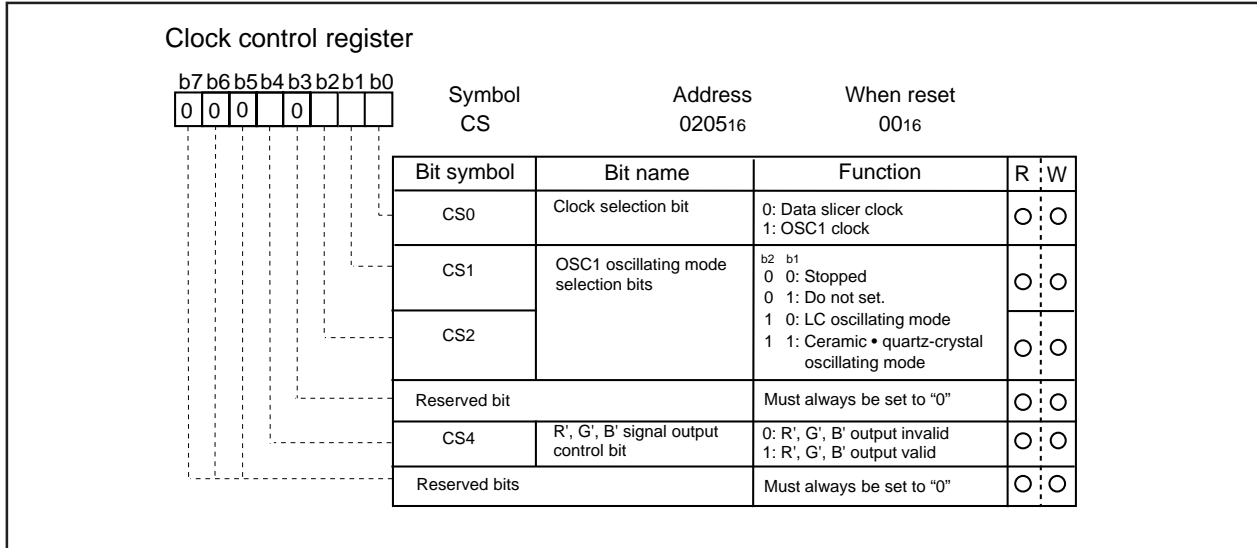 Clock control register
b7 b6 b5 b4 b3 b2 b1 b0
0 0 0 0
Symbol Address When reset
CS 020516 0016
Bit symbol Bit name Function R W
CS0 Clock selection bit 0: Data slicer clock
1: OSC1 clock
CS1 OSC1 oscillating mode
selection bits
b2 b1
0 0: Stopped
0 1: Do not set.
1 0: LC oscillating mode
1 1: Ceramic • quartz-crystal
oscillating mode
CS2
Reserved bit Must always be set to “0”
CS4 R', G', B' signal output
control bit
0: R', G', B' output invalid
1: R', G', B' output valid
Reserved bits Must always be set to “0”